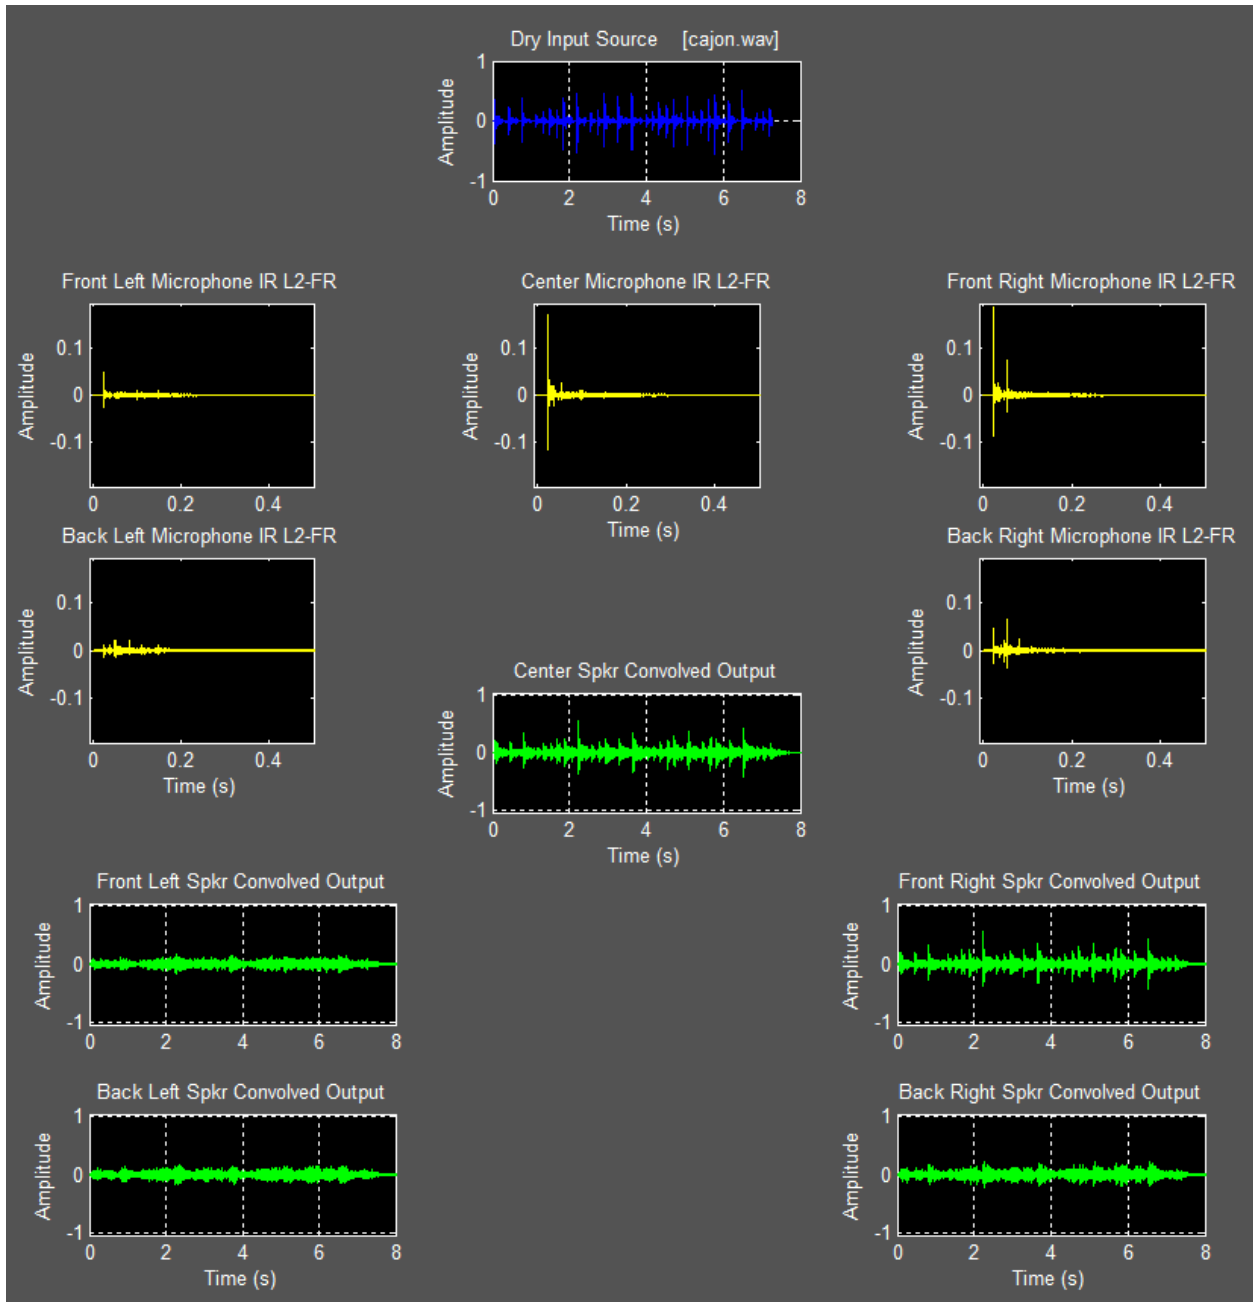 Dry Input Source [cajon.wav]
1
0
-1
Amplitude
0 2 4 6 8
Time (s)
Front Left Microphone IR L2-FR
0.1
0
-0.1
Amplitude
0 0.2 0.4
Center Microphone IR L2-FR
0.1
0
-0.1
Amplitude
0 0.2 0.4
Time (s)
Front Right Microphone IR L2-FR
0.1
0
-0.1
Amplitude
0 0.2 0.4
Back Left Microphone IR L2-FR
0.1
0
-0.1
Amplitude
0 0.2 0.4
Time (s)
Back Right Microphone IR L2-FR
0.1
0
-0.1
Amplitude
0 0.2 0.4
Time (s)
Center Spkr Convolved Output
1
0
-1
Amplitude
0 2 4 6 8
Time (s)
Front Left Spkr Convolved Output
1
0
-1
Amplitude
0 2 4 6 8
Front Right Spkr Convolved Output
1
0
-1
Amplitude
0 2 4 6 8
Back Left Spkr Convolved Output
1
0
-1
Amplitude
0 2 4 6 8
Time (s)
Back Right Spkr Convolved Output
1
0
-1
Amplitude
0 2 4 6 8
Time (s)